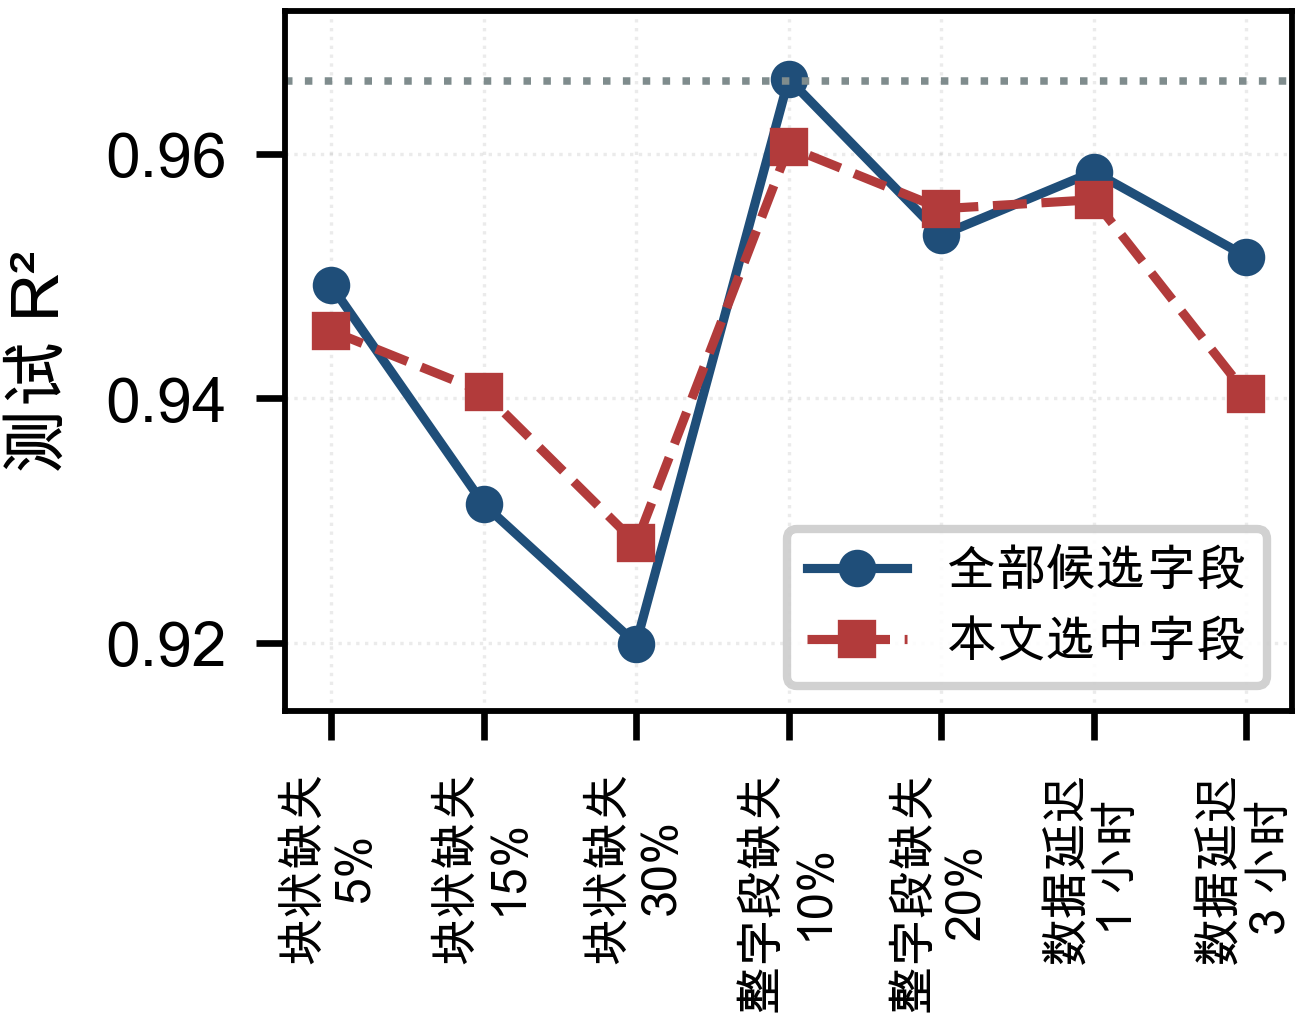 测试 R²
0.96
0.94
0.92
全部候选字段
本文选中字段
块状缺失
5%
块状缺失
15%
块状缺失
30%
整字段缺失
10%
整字段缺失
20%
数据延迟
1 小时
数据延迟
3 小时